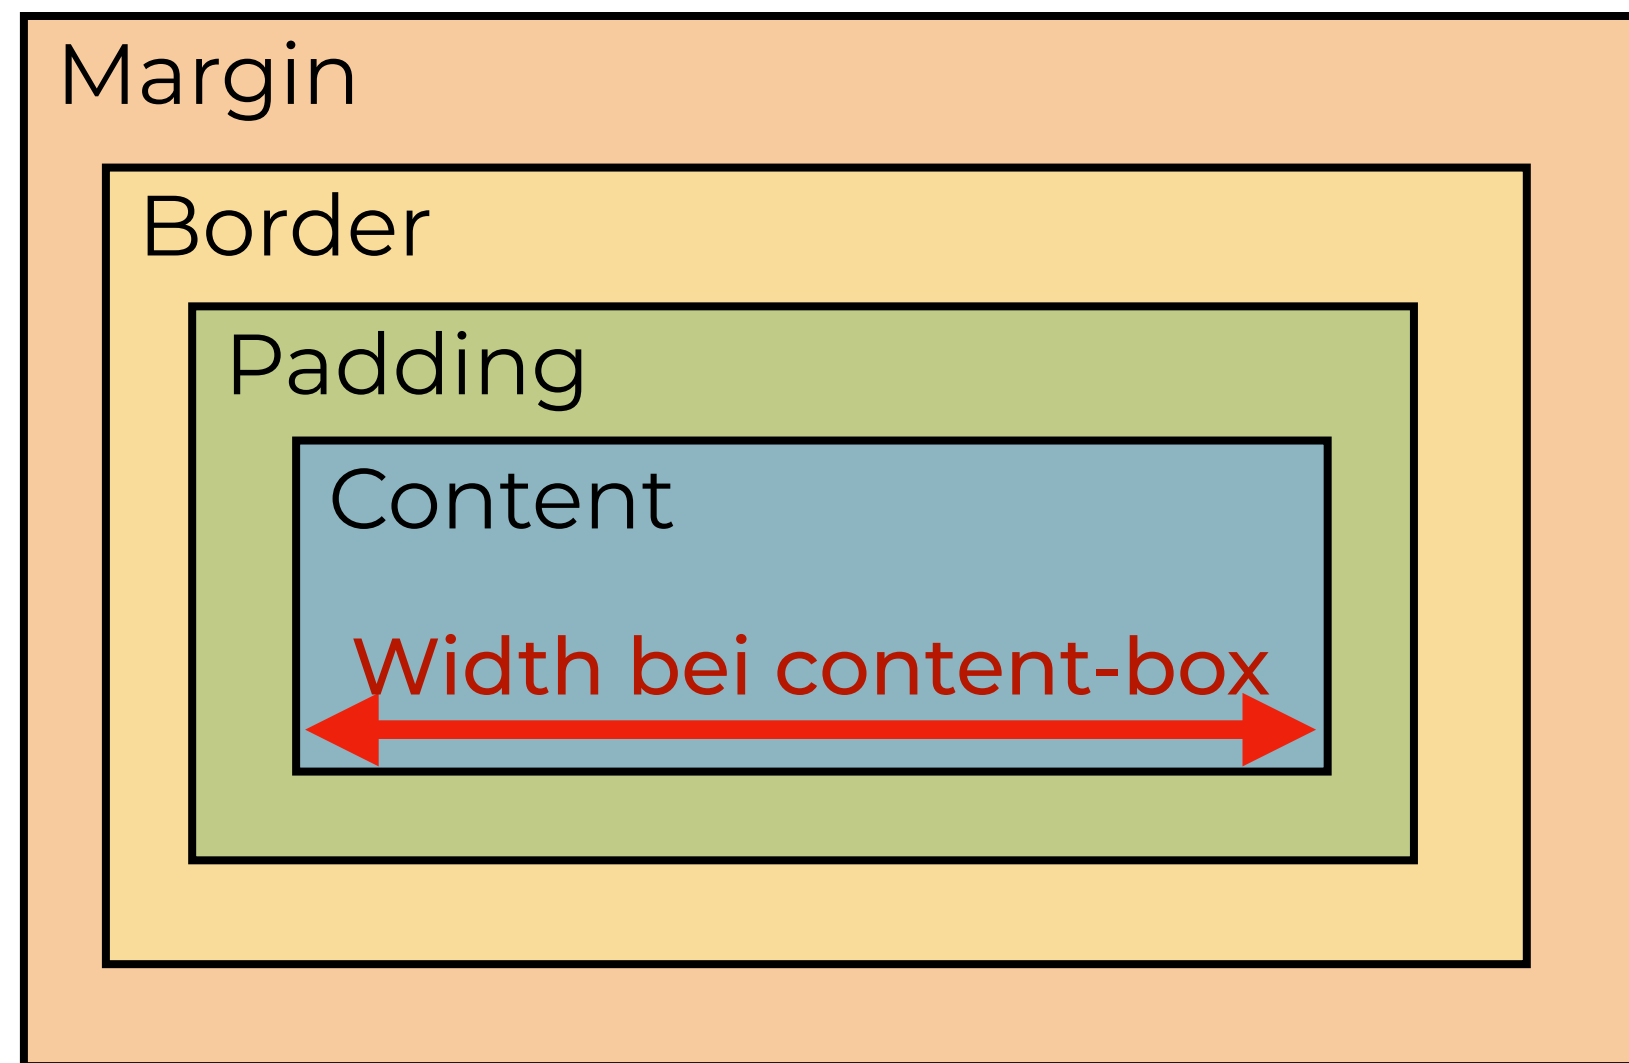 Margin
Border
Padding
Content
Width bei content-box